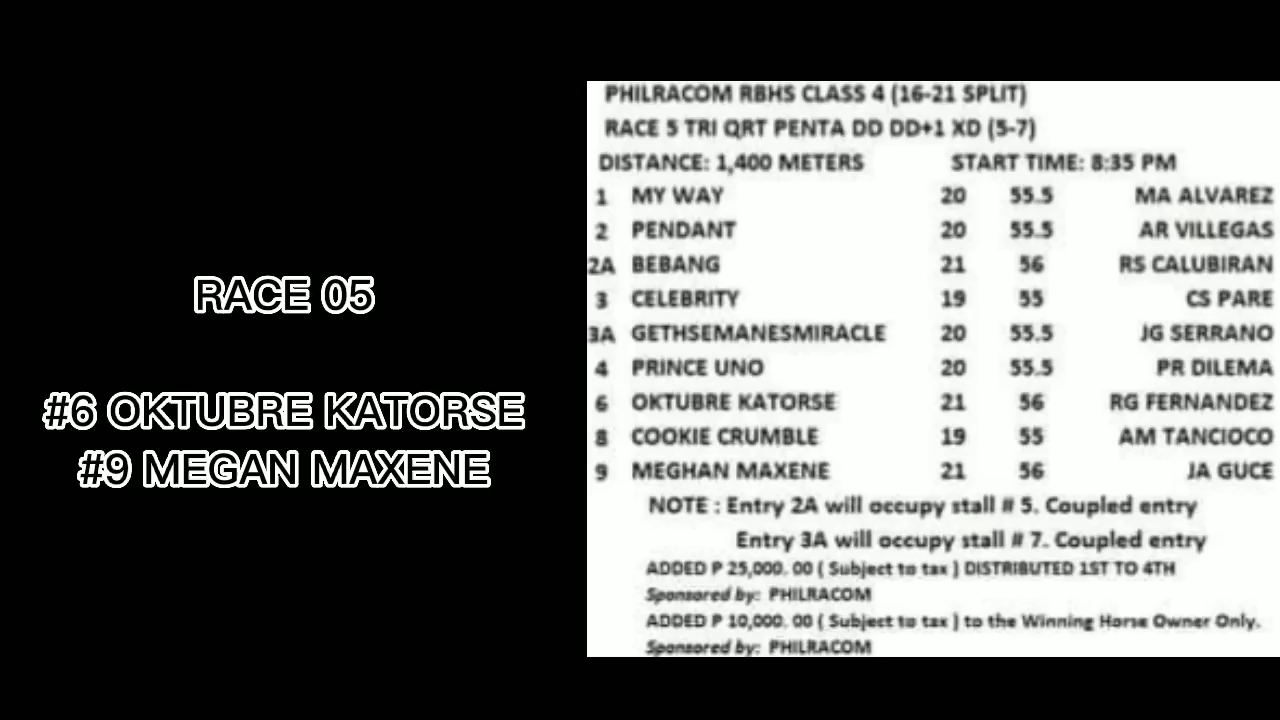 RACE 05
#6 OKTUBRE KATORSE
#9 MEGAN MAXENE
PHILRACOM RBHS CLASS 4 (16-21 SPLIT)
RACE 5 TRI QRT PENTA DD DD+1 XD (5-7)
DISTANCE: 1,400 METERS START TIME: 8:35 PM
1 MY WAY 20 55.5 MA ALVAREZ
2 PENDANT 20 55.5 AR VILLEGAS
2A BEBANG 21 56 RS CALUBIRAN
3 CELEBRITY 19 55 CS PARE
3A GETHSEMANESMIRACLE 20 55.5 JG SERRANO
4 PRINCE UNO 20 55.5 PR DILEMA
6 OKTUBRE KATORSE 21 56 RG FERNANDEZ
8 COOKIE CRUMBLE 19 55 AM TANCIOCO
9 MEGHAN MAXENE 21 56 JA GUCE
NOTE : Entry 2A will occupy stall # 5. Coupled entry
Entry 3A will occupy stall # 7. Coupled entry
ADDED P 25,000. 00 ( Subject to tax ) DISTRIBUTED 1ST TO 4TH
Sponsored by: PHILRACOM
ADDED P 10,000. 00 ( Subject to tax ) to the Winning Horse Owner Only.
Sponsored by: PHILRACOM